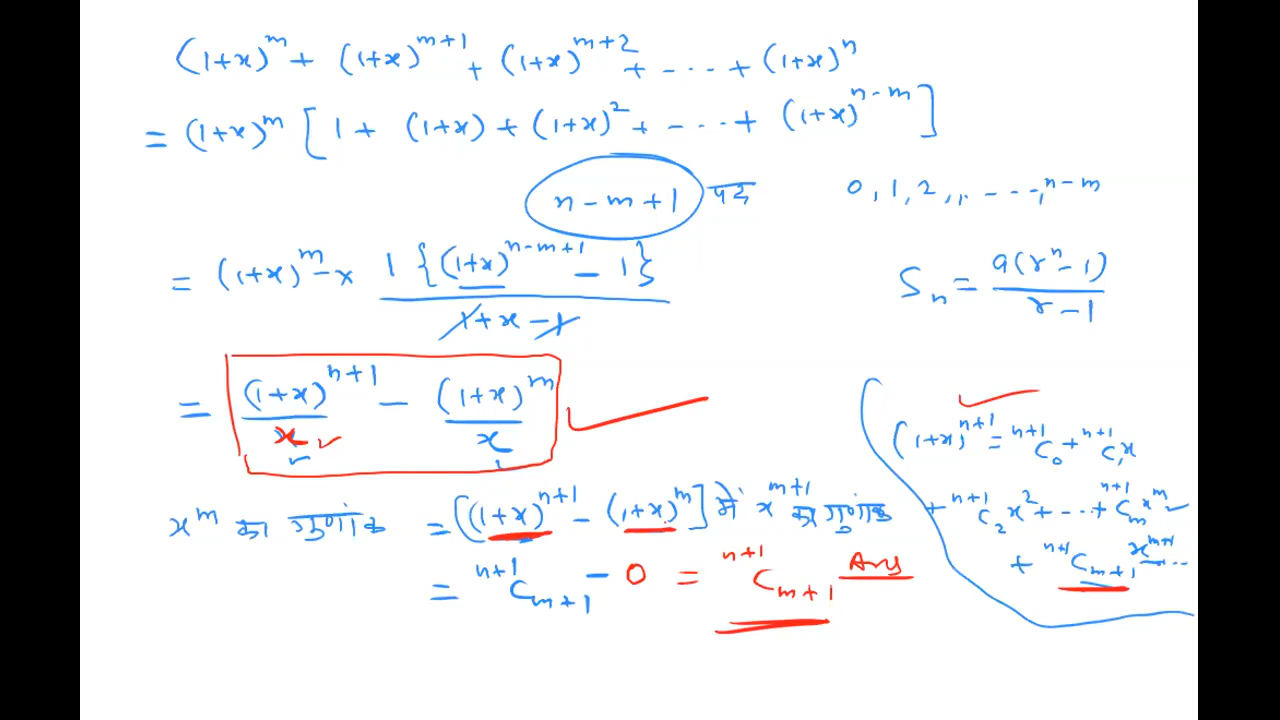 (1+x)^m + (1+x)^{m+1} + (1+x)^{m+2} + - - - + (1+x)^n
= (1+x)^m [ 1 + (1+x) + (1+x)^2 + - - - + (1+x)^{n-m} ]
n-m+1 पद 0, 1, 2, , - - - -, n-m
= (1+x)^m - x 1 {(1+x)^{n-m+1} - 1} / 1+x-1
S_n = a(r^n - 1) / r - 1
= (1+x)^{n+1} / x - (1+x)^m / x
(1+x)^{n+1} = ^{n+1}C_0 + ^{n+1}C_1 x
+ ^{n+1}C_2 x^2 + - - - + ^{n+1}C_m x^m
+ ^{n+1}C_{m+1} x^{m+1} - - -
x^m का गुणांक = [(1+x)^{n+1} - (1+x)^m] में x^{m+1} का गुणांक
= ^{n+1}C_{m+1} - 0 = ^{n+1}C_{m+1} Ans